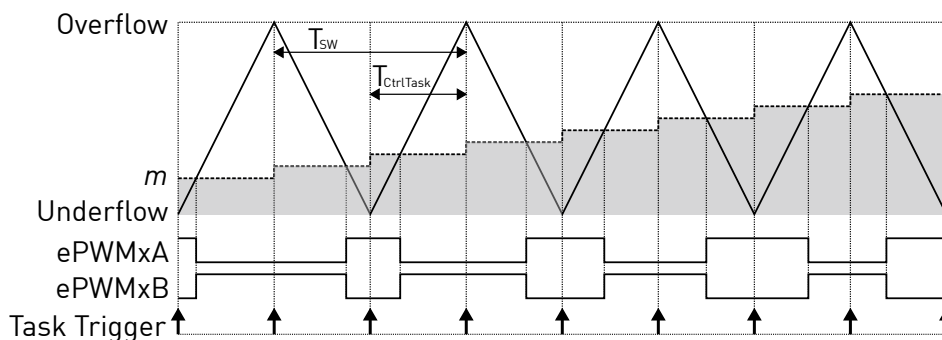 Overflow
T_SW
T_CtrlTask
m
Underflow
ePWMxA
ePWMxB
Task Trigger